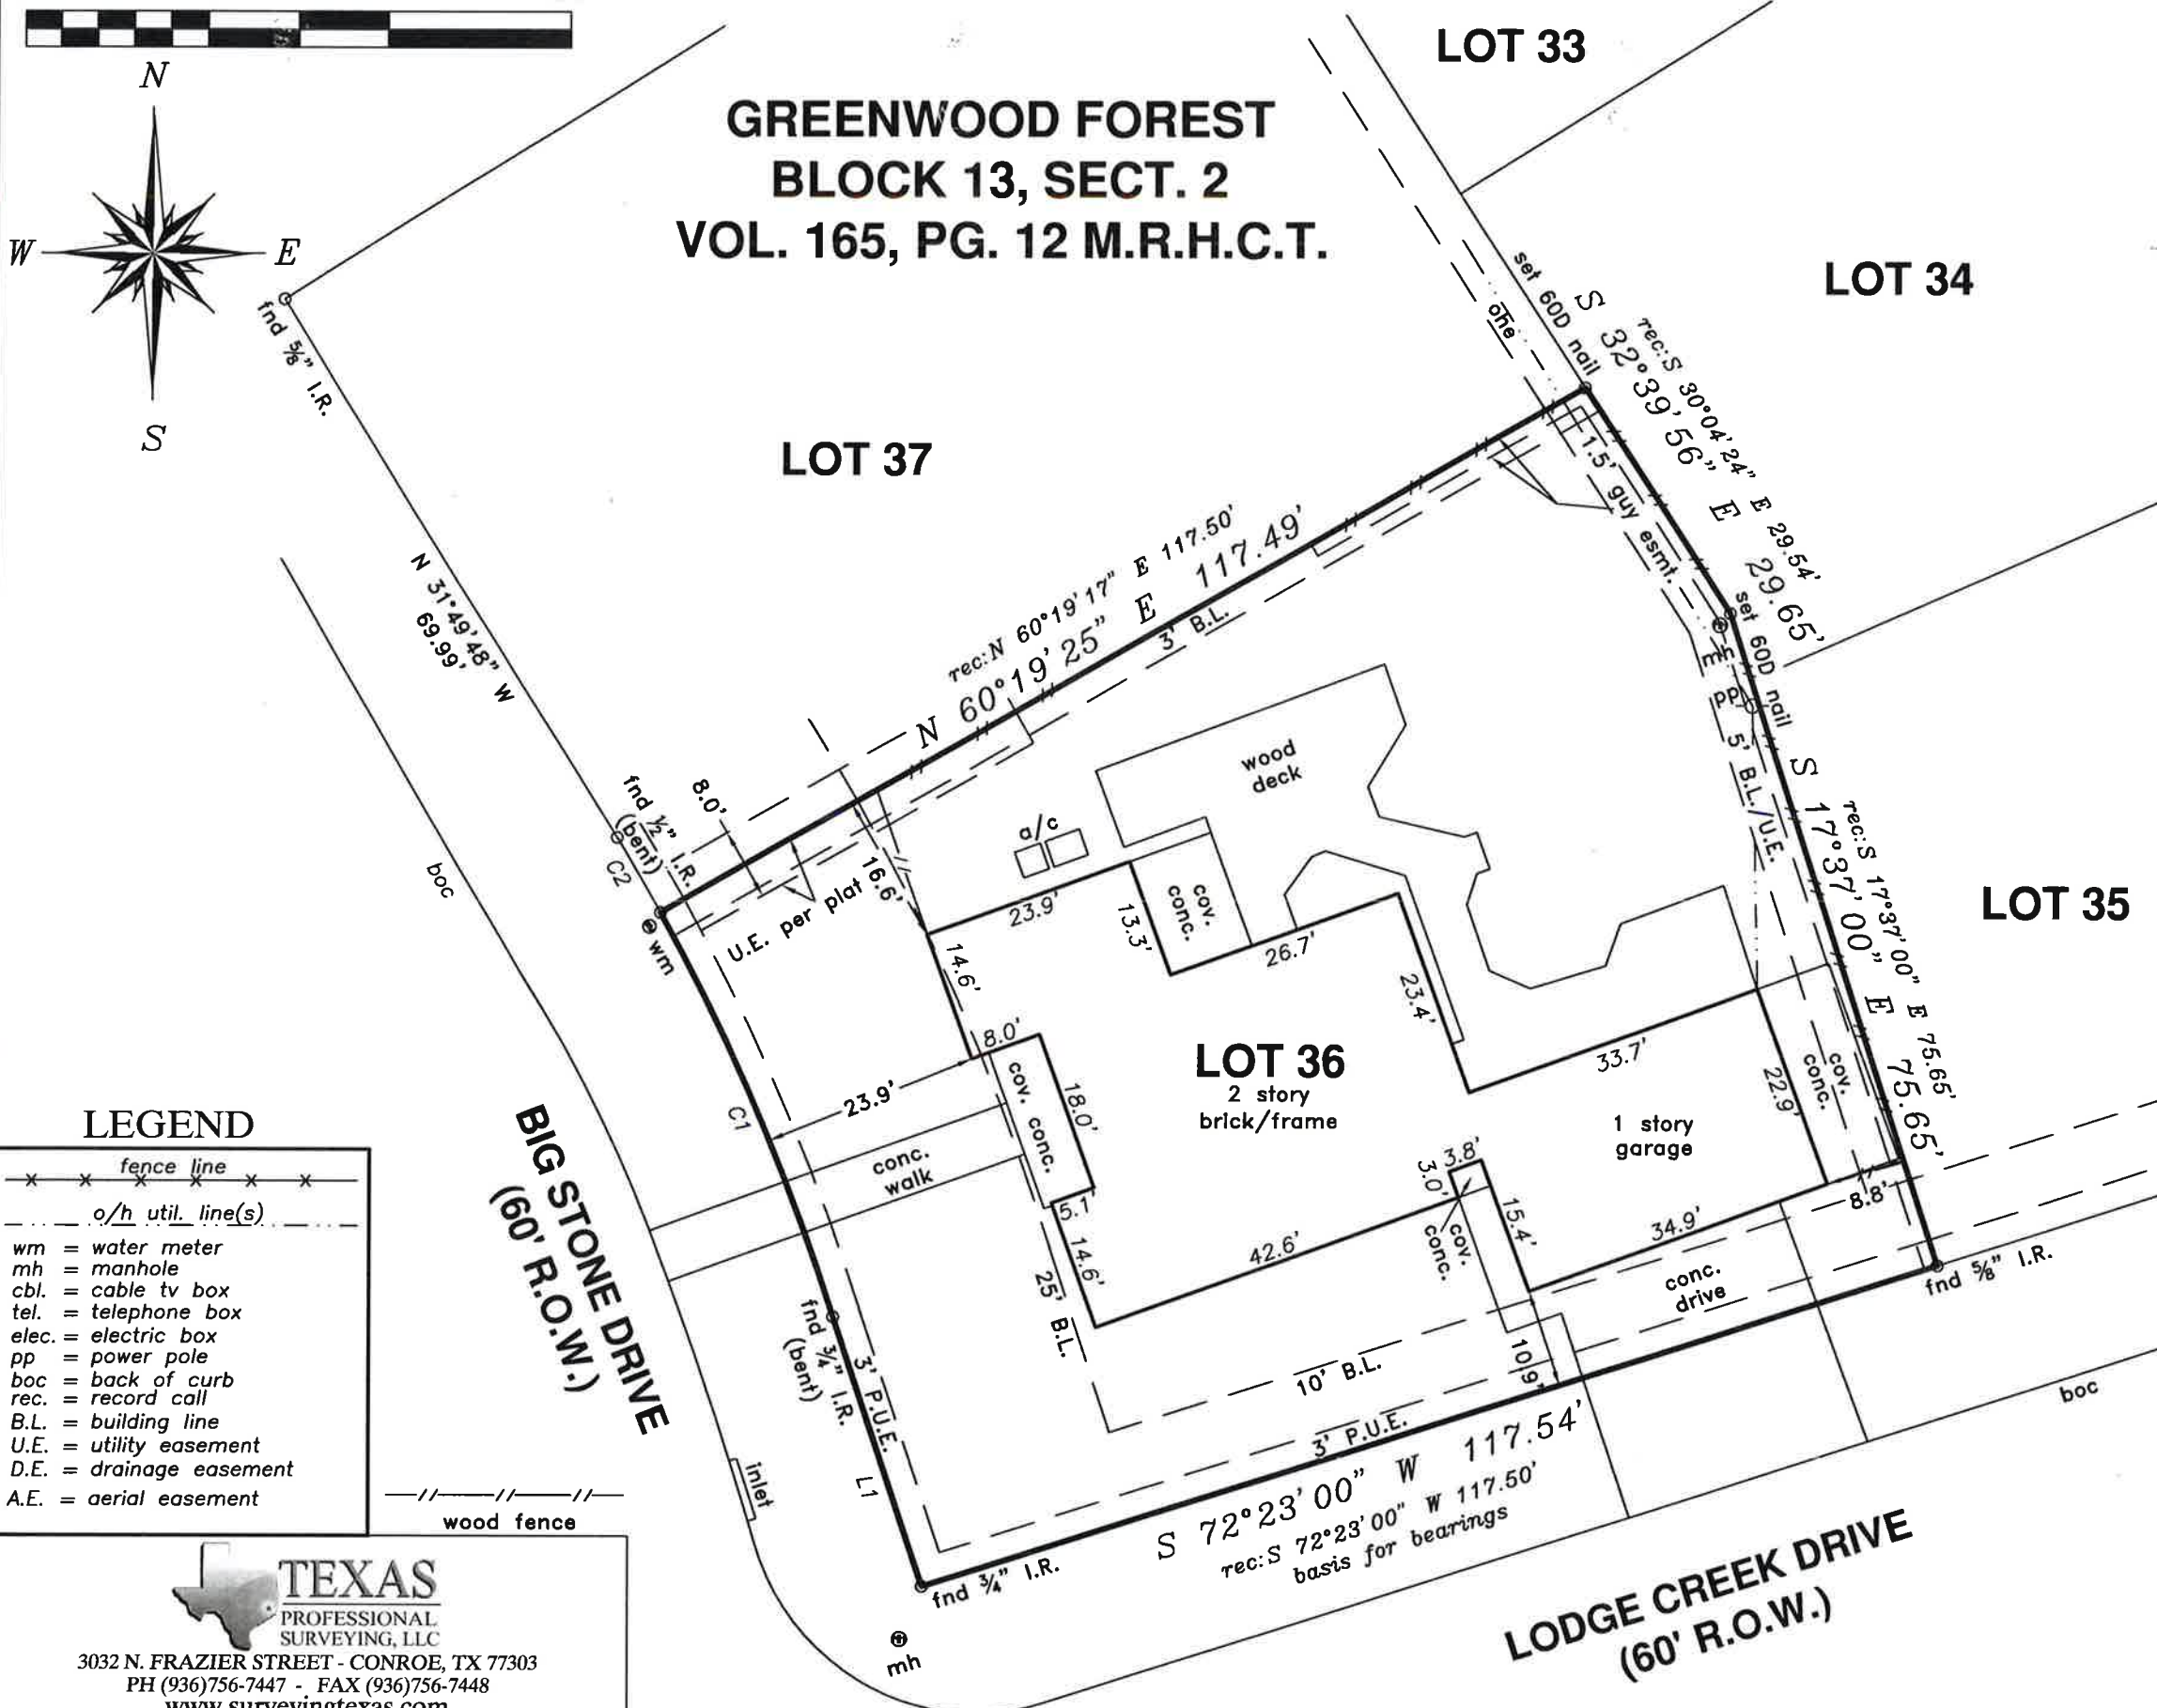 N
W
E
S
GREENWOOD FOREST
BLOCK 13, SECT. 2
VOL. 165, PG. 12 M.R.H.C.T.
LOT 33
LOT 34
LOT 37
LOT 35
fnd 5/8" I.R.
N 31°49'48" W
69.99'
boc
fnd 1/2" I.R.
(bent)
C2
8.0'
wm
U.E. per plat
16.6'
rec:N 60°19'17" E 117.50'
N 60°19'25" E 117.49'
3' B.L.
ohe
set 60D nail
S 32°39'56" E 29.65'
rec:S 30°04'24" E 29.54'
1.5' guy esmt.
mh
set 60D nail
pp
5' B.L./U.E.
S 17°37'00" E 75.65'
rec:S 17°37'00" E 75.65'
wood
deck
a/c
23.9'
13.3'
cov.
conc.
26.7'
14.6'
23.4'
8.0'
23.9'
cov. conc.
18.0'
C1
conc.
walk
5.1'
14.6'
LOT 36
2 story
brick/frame
33.7'
22.9'
cov.
conc.
1 story
garage
3.8'
3.0'
cov.
conc.
15.4'
42.6'
34.9'
8.8'
conc.
drive
fnd 5/8" I.R.
25' B.L.
10' B.L.
10.9'
boc
BIG STONE DRIVE
(60' R.O.W.)
fnd 3/4" I.R.
(bent)
3' P.U.E.
L1
inlet
3' P.U.E.
S 72°23'00" W 117.54'
rec:S 72°23'00" W 117.50'
basis for bearings
fnd 3/4" I.R.
mh
LODGE CREEK DRIVE
(60' R.O.W.)
LEGEND
fence line
o/h util. line(s)
wm = water meter
mh = manhole
cbl. = cable tv box
tel. = telephone box
elec. = electric box
pp = power pole
boc = back of curb
rec. = record call
B.L. = building line
U.E. = utility easement
D.E. = drainage easement
A.E. = aerial easement
wood fence
TEXAS
PROFESSIONAL
SURVEYING, LLC
3032 N. FRAZIER STREET - CONROE, TX 77303
PH (936)756-7447 - FAX (936)756-7448
www.surveyingtexas.com